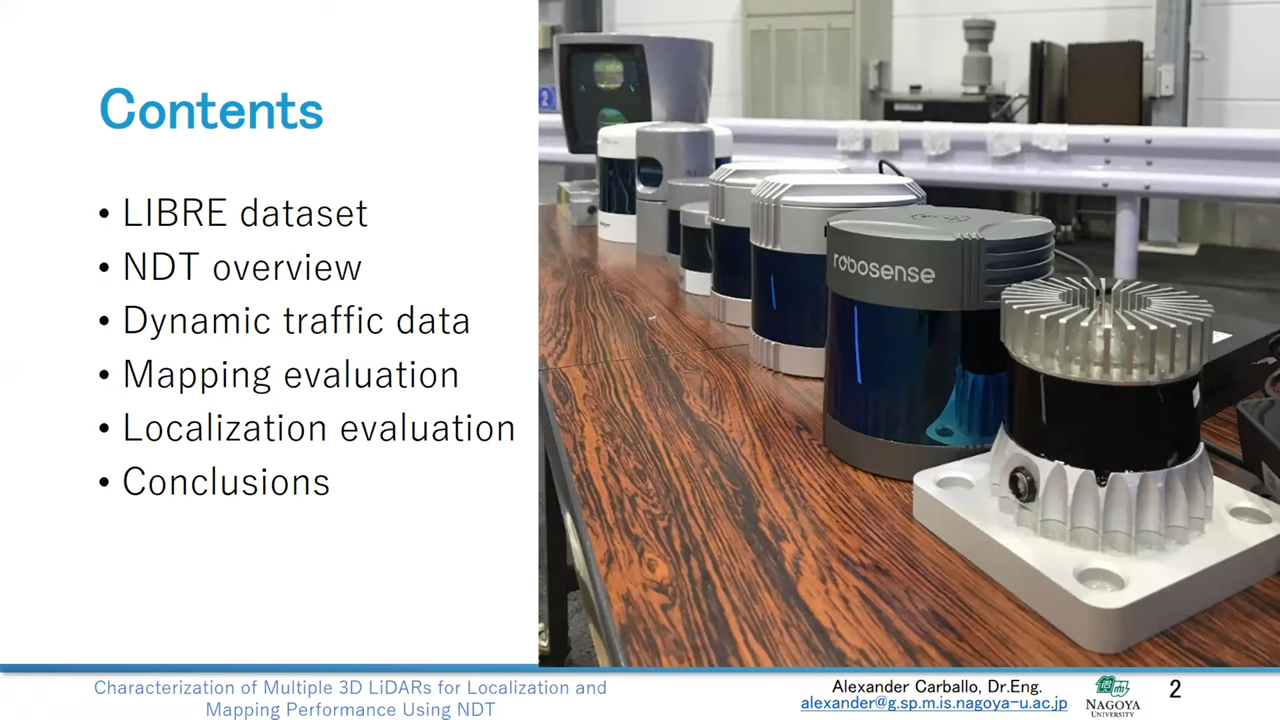 Contents
• LIBRE dataset
• NDT overview
• Dynamic traffic data
• Mapping evaluation
• Localization evaluation
• Conclusions
robosense
2
Characterization of Multiple 3D LiDARs for Localization and
Mapping Performance Using NDT
Alexander Carballo, Dr.Eng.
alexander@g.sp.m.is.nagoya-u.ac.jp
NAGOYA
UNIVERSITY
2